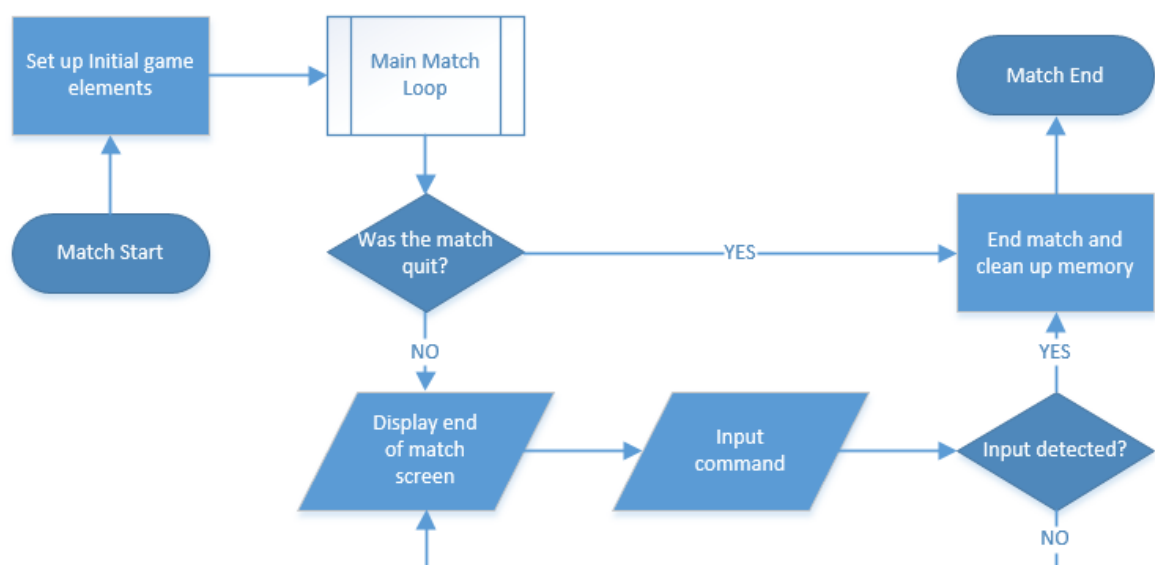 Set up Initial game
elements
Main Match
Loop
Match End
Match Start
Was the match
quit?
YES
End match and
clean up memory
NO
YES
Display end
of match
screen
Input
command
Input detected?
NO